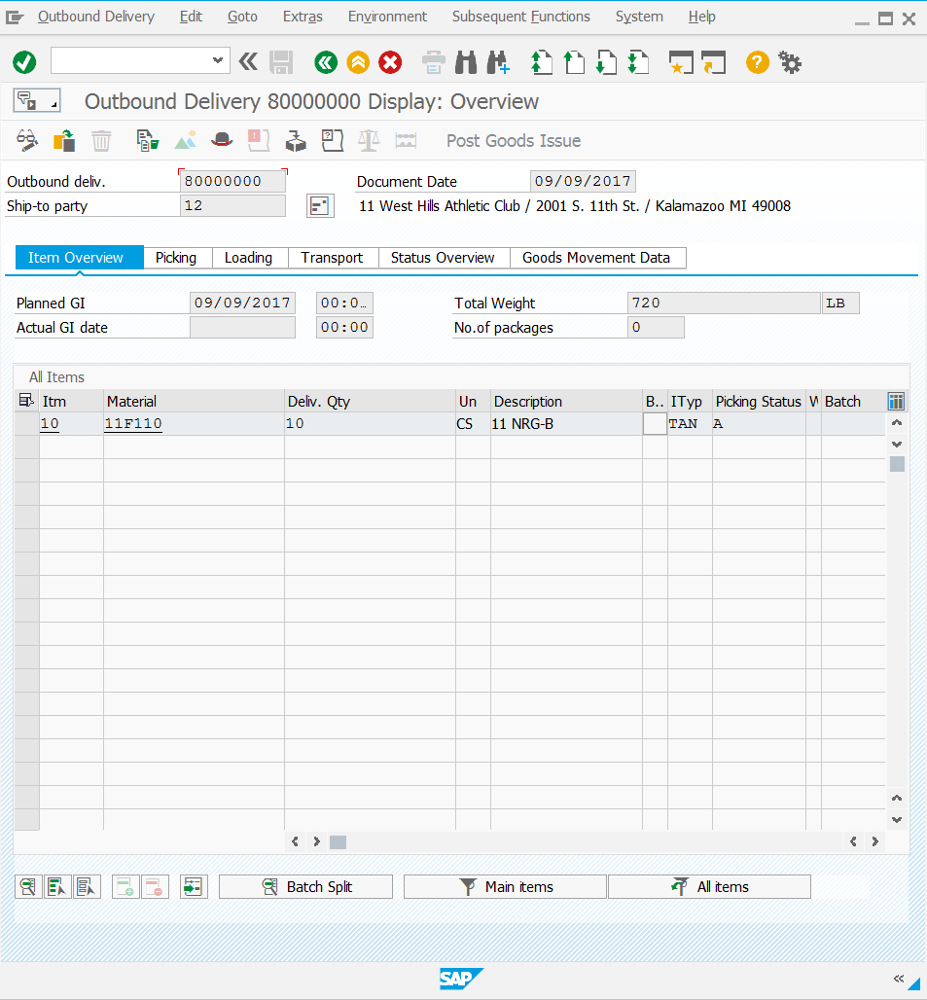 Outbound Delivery Edit Goto Extras Environment Subsequent Functions System Help
Outbound Delivery 80000000 Display: Overview
Post Goods Issue
Outbound deliv. 80000000 Document Date 09/09/2017
Ship-to party 12 11 West Hills Athletic Club / 2001 S. 11th St. / Kalamazoo MI 49008
Item Overview Picking Loading Transport Status Overview Goods Movement Data
Planned GI 09/09/2017 00:0… Total Weight 720 LB
Actual GI date 00:00 No.of packages 0
All Items
Itm Material Deliv. Qty Un Description B.. ITyp Picking Status W Batch
10 11F110 10 CS 11 NRG-B TAN A
Batch Split Main items All items
SAP